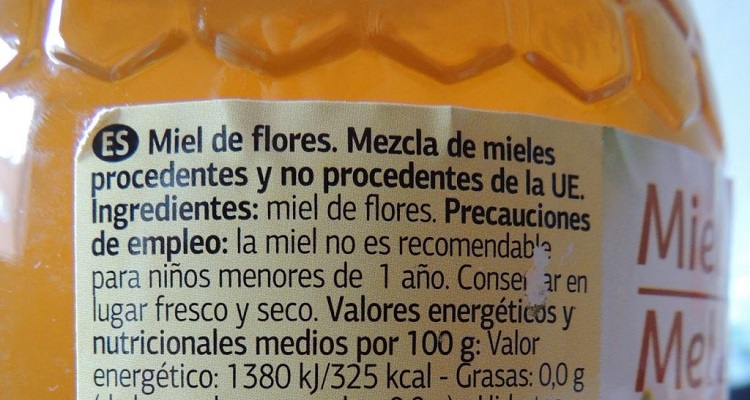 ES Miel de flores. Mezcla de mieles
procedentes y no procedentes de la UE.
Ingredientes: miel de flores. Precauciones
de empleo: la miel no es recomendable
para niños menores de 1 año. Conservar en
lugar fresco y seco. Valores energéticos y
nutricionales medios por 100 g: Valor
energético: 1380 kJ/325 kcal - Grasas: 0,0 g
Mie
Me